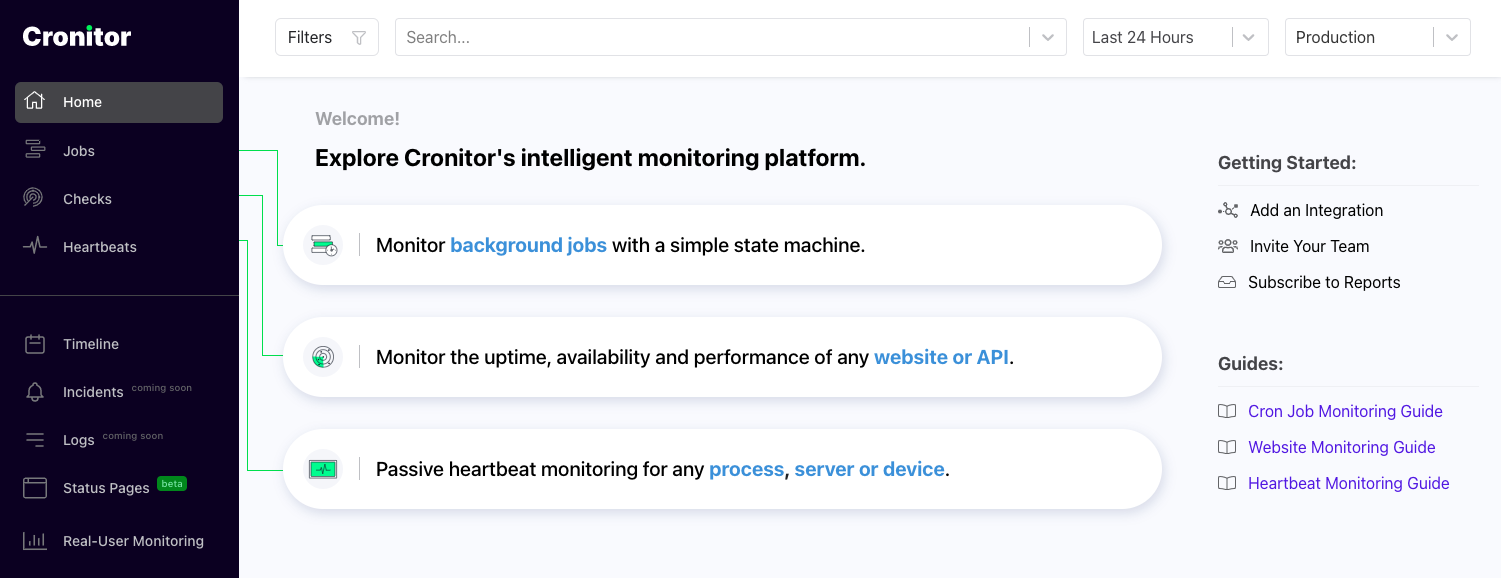 Cronitor
Home
Jobs
Checks
Heartbeats
Timeline
Incidents coming soon
Logs coming soon
Status Pages beta
Real-User Monitoring
Filters
Search...
Last 24 Hours
Production
Welcome!
Explore Cronitor's intelligent monitoring platform.
Monitor background jobs with a simple state machine.
Monitor the uptime, availability and performance of any website or API.
Passive heartbeat monitoring for any process, server or device.
Getting Started:
Add an Integration
Invite Your Team
Subscribe to Reports
Guides:
Cron Job Monitoring Guide
Website Monitoring Guide
Heartbeat Monitoring Guide